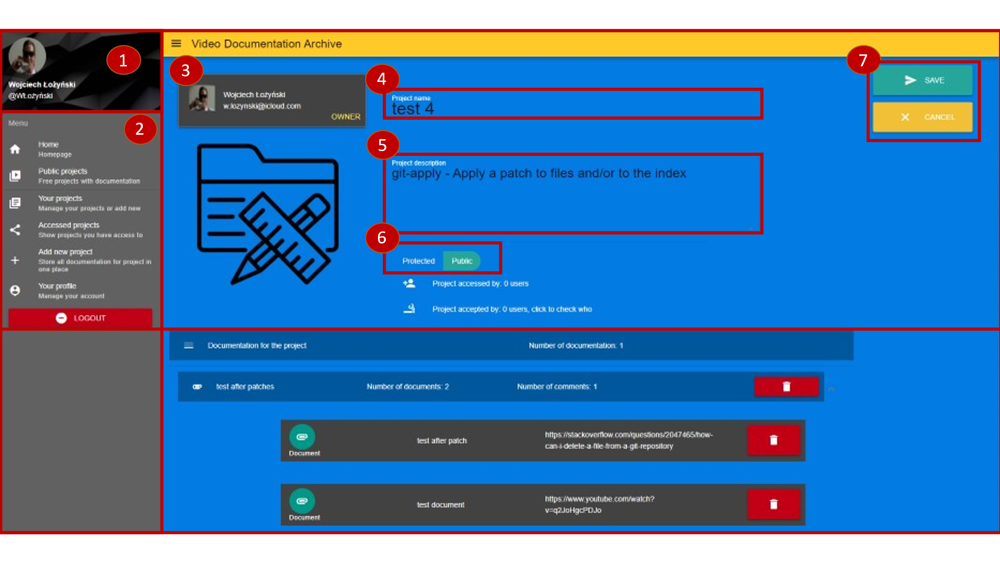 1
Wojciech Łożyński
@WŁożyński
Menu
2
Home
Homepage
Public projects
Free projects with documentation
Your projects
Manage your projects or add new
Accessed projects
Show projects you have access to
Add new project
Store all documentation for project in
one place
Your profile
Manage your account
LOGOUT
Video Documentation Archive
3
Wojciech Łożyński
w.lozynski@icloud.com
OWNER
4
Project name
test 4
5
Project description
git-apply - Apply a patch to files and/or to the index
6
Protected Public
Project accessed by: 0 users
Project accepted by: 0 users, click to check who
7
SAVE
CANCEL
Documentation for the project Number of documentation: 1
test after patches Number of documents: 2 Number of comments: 1
Document
test after patch
https://stackoverflow.com/questions/2047465/how-
can-i-delete-a-file-from-a-git-repository
Document
test document
https://www.youtube.com/watch?
v=q2JoHgcPDJo